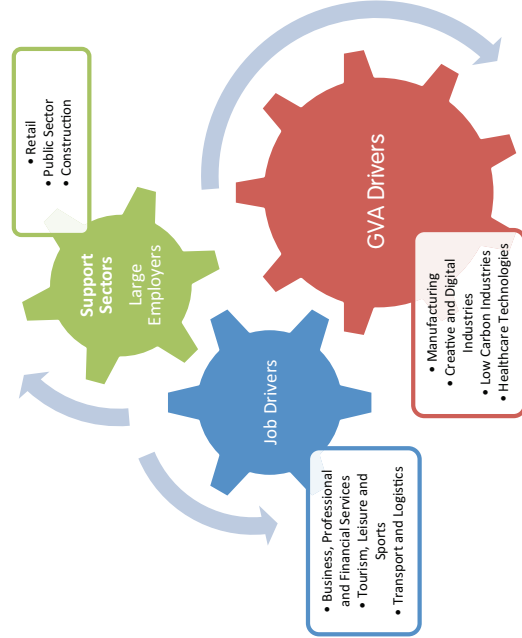 • Retail
• Public Sector
• Construction
Support
Sectors
Large
Employers
Job Drivers
GVA Drivers
• Business, Professional
and Financial Services
• Tourism, Leisure and
Sports
• Transport and Logistics
• Manufacturing
• Creative and Digital
Industries
• Low Carbon Industries
• Healthcare Technologies